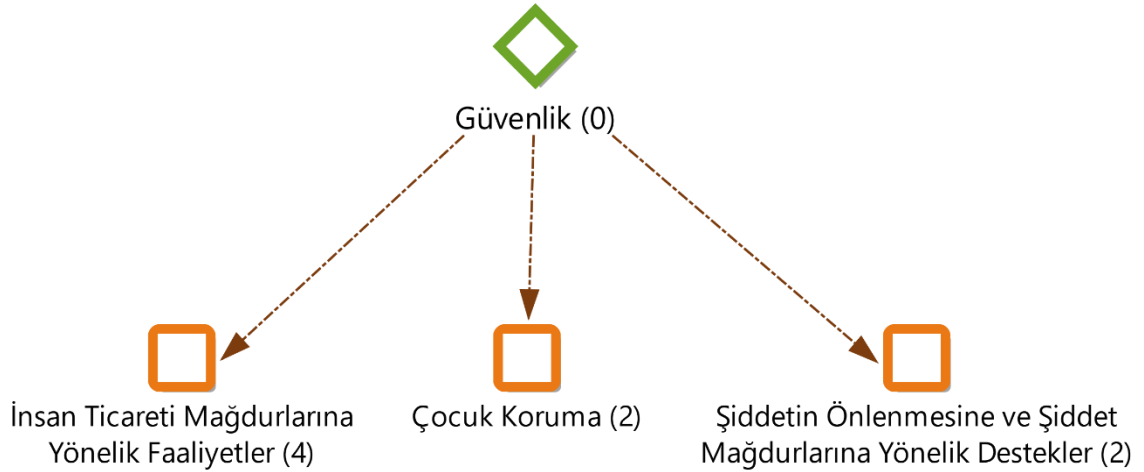 Güvenlik (0)
İnsan Ticareti Mağdurlarına
Yönelik Faaliyetler (4)
Çocuk Koruma (2)
Şiddetin Önlenmesine ve Şiddet
Mağdurlarına Yönelik Destekler (2)